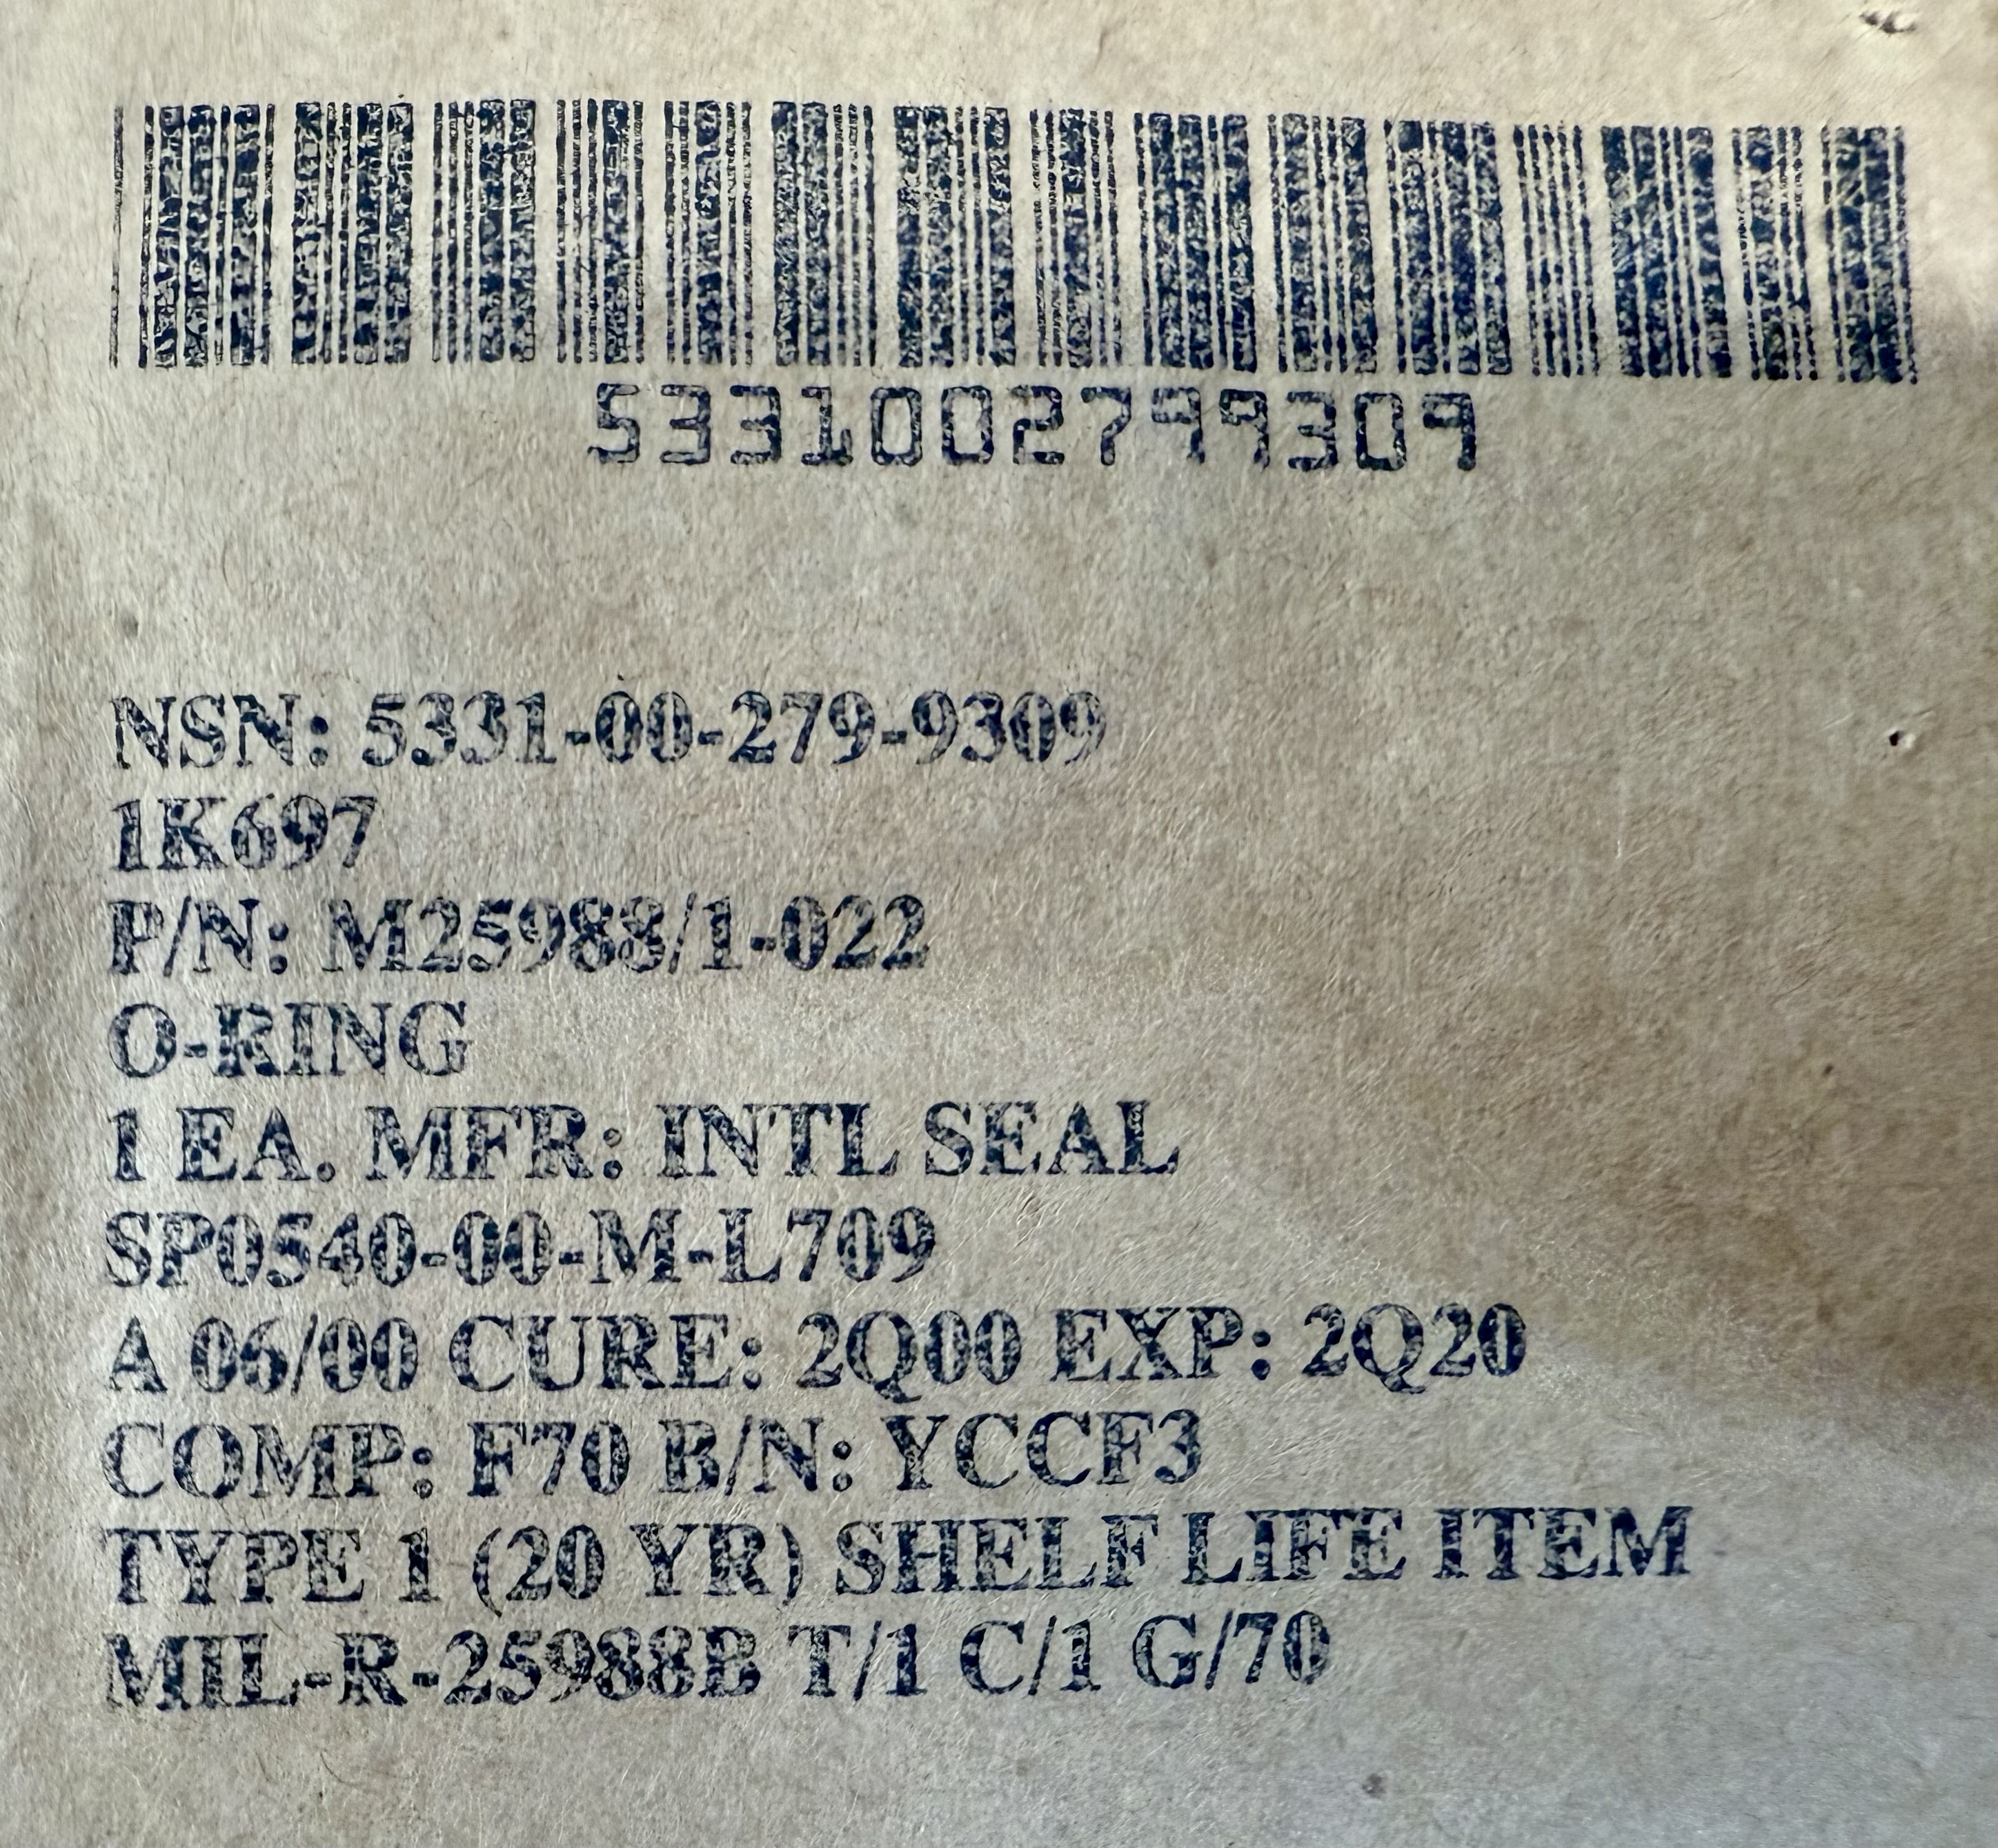 5331002799309
NSN: 5331-00-279-9309
1K697
P/N: M25988/1-022
O-RING
1 EA. MFR: INTL SEAL
SP0540-00-M-L709
A 06/00 CURE: 2Q00 EXP: 2Q20
COMP: F70 B/N: YCCF3
TYPE 1 (20 YR) SHELF LIFE ITEM
MIL-R-25988B T/1 C/1 G/70